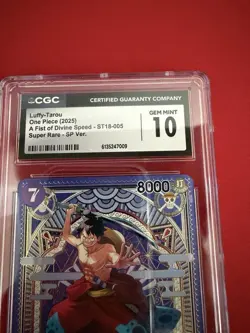 CGC
CERTIFIED GUARANTY COMPANY
Luffy-Tarou
One Piece (2025)
A Fist of Divine Speed - ST18-005
Super Rare - SP Ver.
GEM MINT
10
6135247009
7
8000